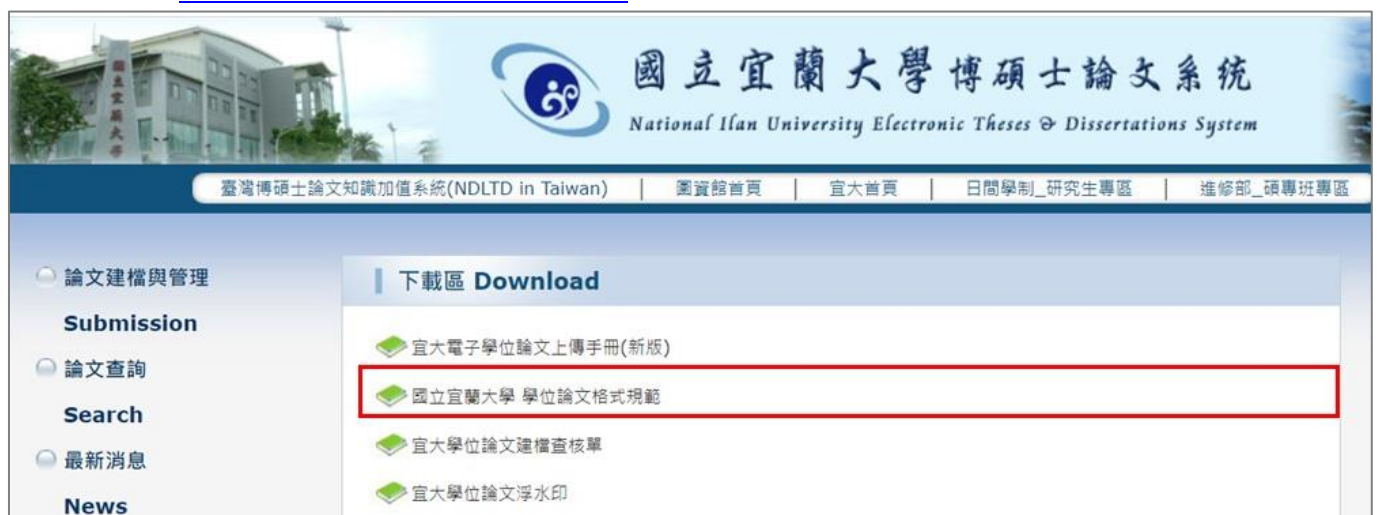 國立宜蘭大學
國立宜蘭大學博碩士論文系統
National Ilan University Electronic Theses & Dissertations System
臺灣博碩士論文知識加值系統(NDLTD in Taiwan) | 圖資館首頁 | 宜大首頁 | 日間學制_研究生專區 | 進修部_碩專班專區
論文建檔與管理
Submission
論文查詢
Search
最新消息
News
下載區 Download
宜大電子學位論文上傳手冊(新版)
國立宜蘭大學 學位論文格式規範
宜大學位論文建檔查核單
宜大學位論文浮水印